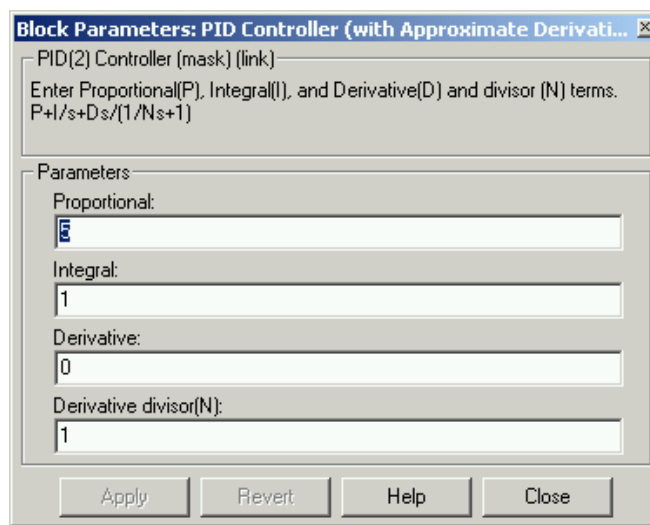 Block Parameters: PID Controller (with Approximate Derivati...
PID(2) Controller (mask) (link)
Enter Proportional(P), Integral(I), and Derivative(D) and divisor (N) terms.
P+I/s+Ds/(1/Ns+1)
Parameters
Proportional:
5
Integral:
1
Derivative:
0
Derivative divisor(N):
1
Apply Revert Help Close